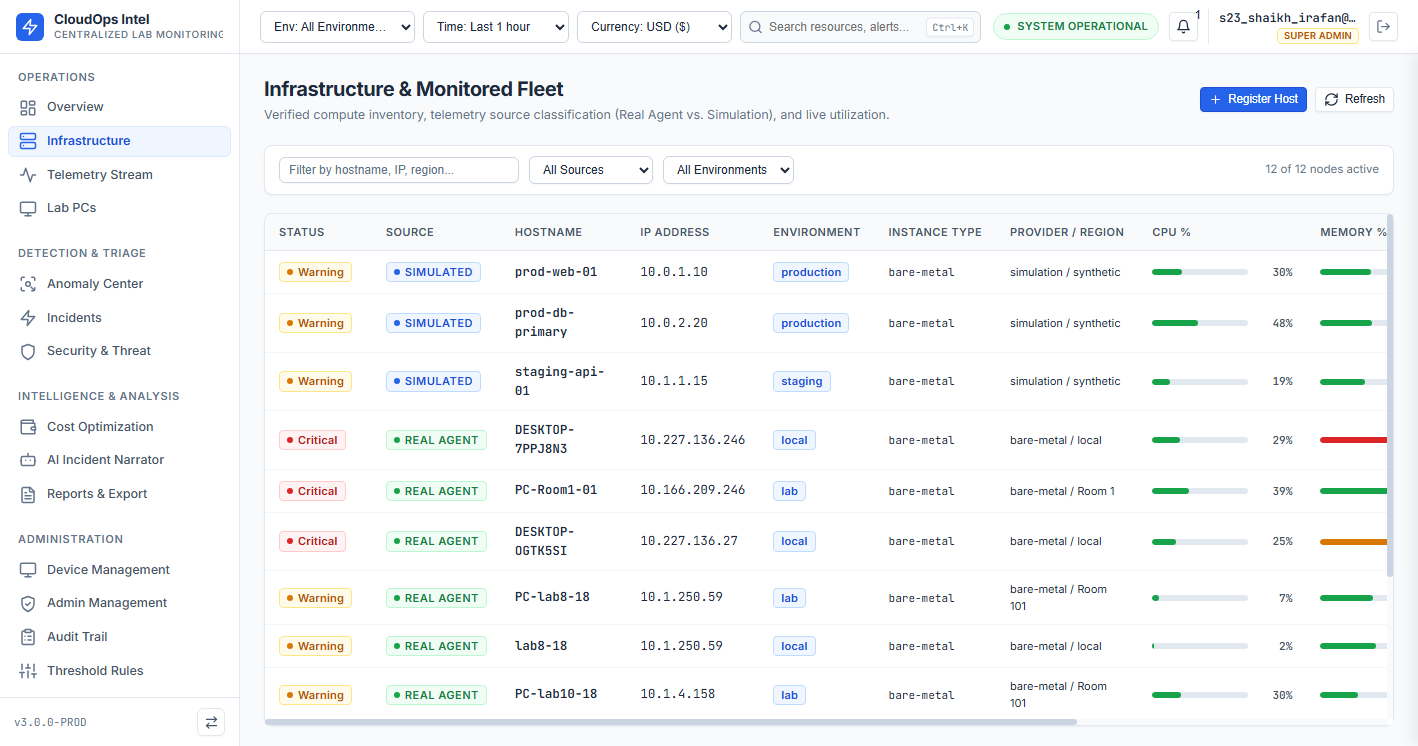 CloudOps Intel
CENTRALIZED LAB MONITORING
Env: All Environme...
Time: Last 1 hour
Currency: USD ($)
Search resources, alerts...
Ctrl+K
SYSTEM OPERATIONAL
1
s23_shaikh_irafan@...
SUPER ADMIN
OPERATIONS
Overview
Infrastructure
Telemetry Stream
Lab PCs
DETECTION & TRIAGE
Anomaly Center
Incidents
Security & Threat
INTELLIGENCE & ANALYSIS
Cost Optimization
AI Incident Narrator
Reports & Export
ADMINISTRATION
Device Management
Admin Management
Audit Trail
Threshold Rules
v3.0.0-PROD
Infrastructure & Monitored Fleet
Verified compute inventory, telemetry source classification (Real Agent vs. Simulation), and live utilization.
+ Register Host
Refresh
Filter by hostname, IP, region...
All Sources
All Environments
12 of 12 nodes active
STATUS SOURCE HOSTNAME IP ADDRESS ENVIRONMENT INSTANCE TYPE PROVIDER / REGION CPU % MEMORY %
Warning SIMULATED prod-web-01 10.0.1.10 production bare-metal simulation / synthetic 30%
Warning SIMULATED prod-db-primary 10.0.2.20 production bare-metal simulation / synthetic 48%
Warning SIMULATED staging-api-01 10.1.1.15 staging bare-metal simulation / synthetic 19%
Critical REAL AGENT DESKTOP-7PPJ8N3 10.227.136.246 local bare-metal bare-metal / local 29%
Critical REAL AGENT PC-Room1-01 10.166.209.246 lab bare-metal bare-metal / Room 1 39%
Critical REAL AGENT DESKTOP-0GTK5SI 10.227.136.27 local bare-metal bare-metal / local 25%
Warning REAL AGENT PC-lab8-18 10.1.250.59 lab bare-metal bare-metal / Room 101 7%
Warning REAL AGENT lab8-18 10.1.250.59 local bare-metal bare-metal / local 2%
Warning REAL AGENT PC-lab10-18 10.1.4.158 lab bare-metal bare-metal / Room 101 30%